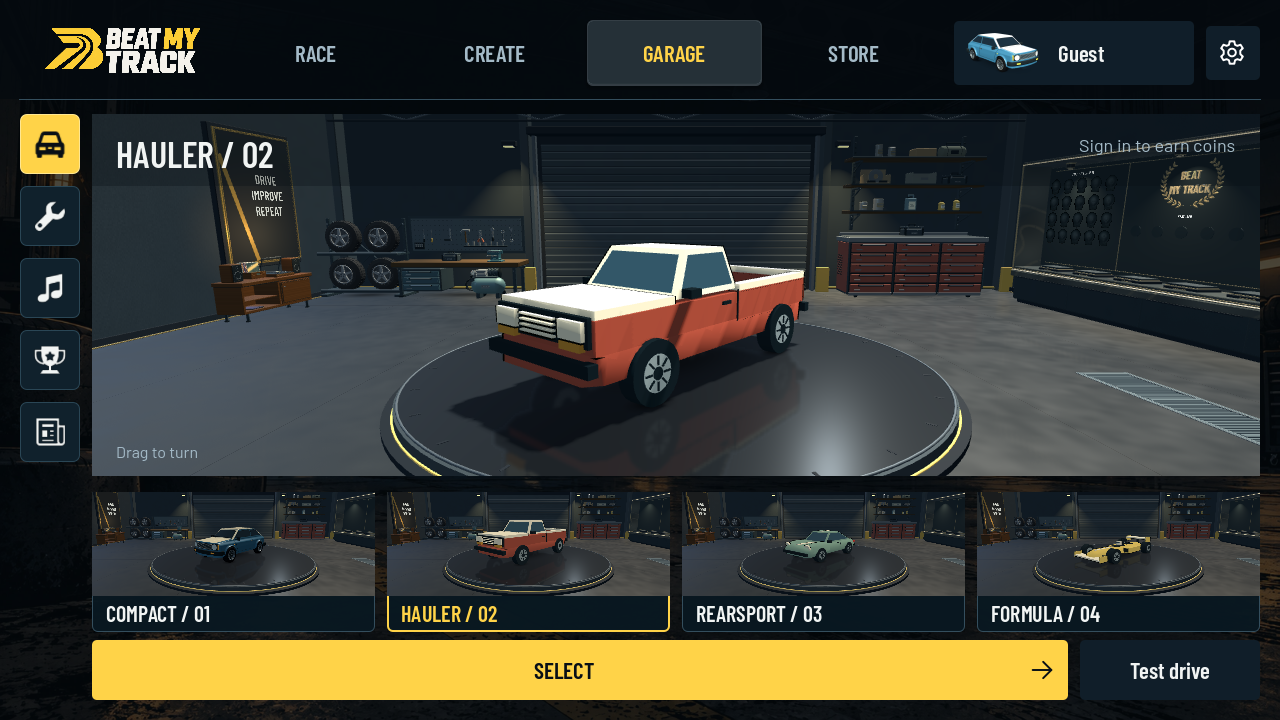 BEAT MY
TRACK
RACE
CREATE
GARAGE
STORE
Guest
HAULER / 02
Sign in to earn coins
DRIVE
IMPROVE
REPEAT
BEAT
MY TRACK
Drag to turn
COMPACT / 01
HAULER / 02
REARSPORT / 03
FORMULA / 04
SELECT
Test drive